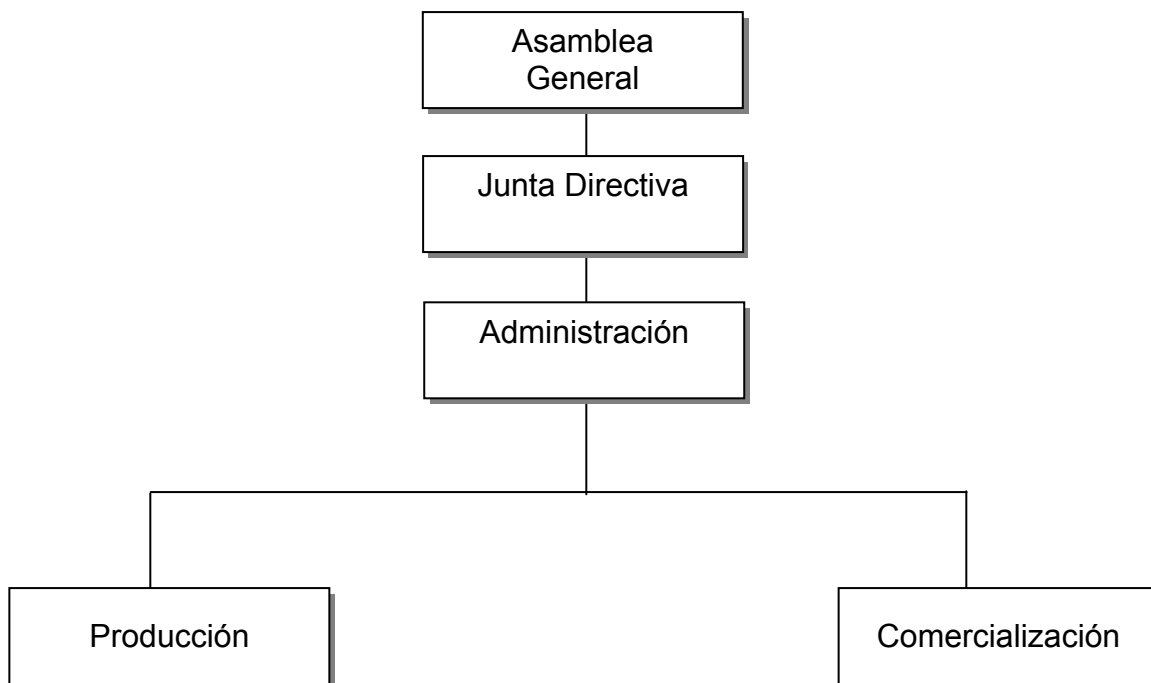 Asamblea
General
Junta Directiva
Administración
Producción
Comercialización